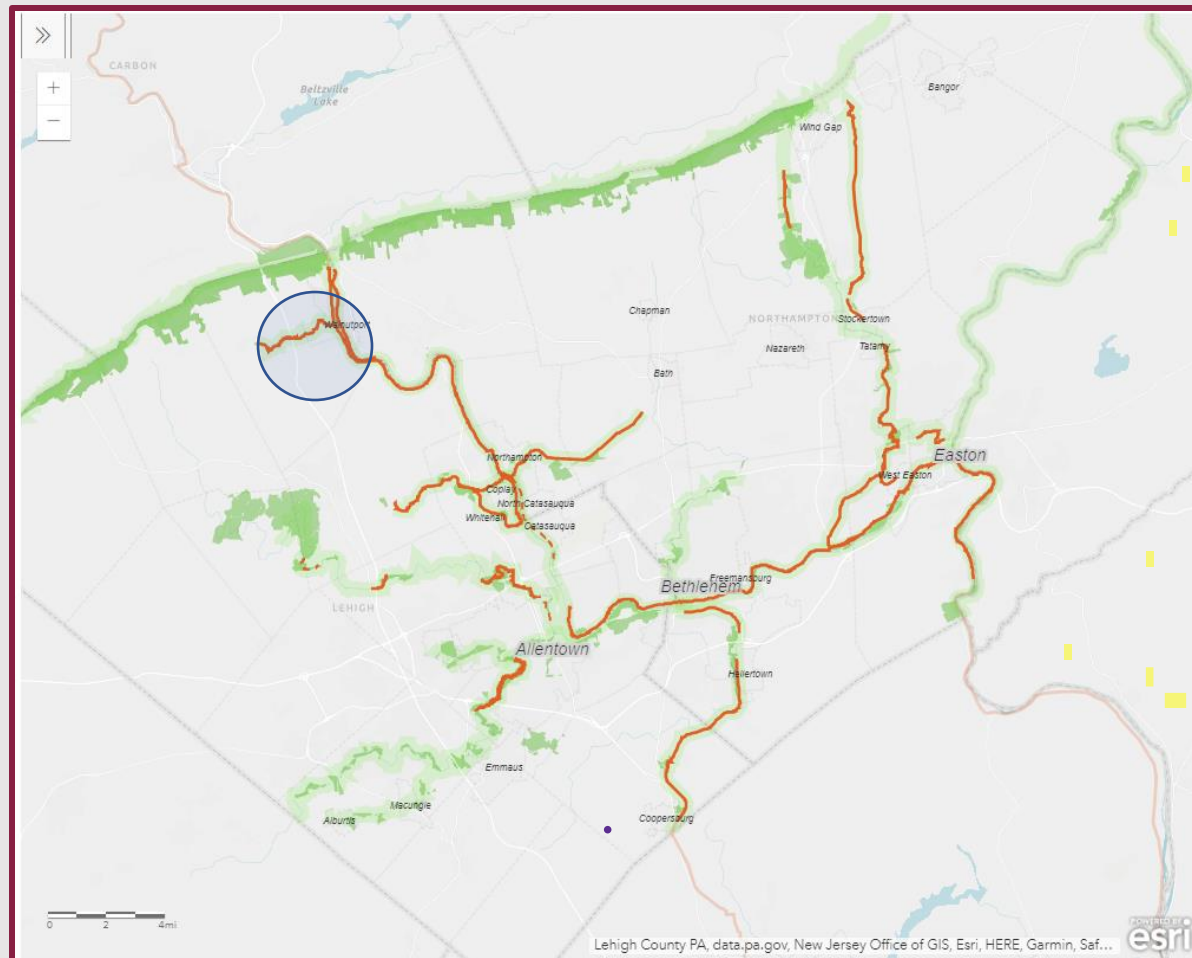 CARBON
Beltzville
Lake
Bangor
Wind Gap
Walnutport
Chapman
NORTHAMPTON
Stockertown
Nazareth
Tatamy
Bath
Northampton
Easton
West Easton
Coplay
North Catasauqua
Whitehall
Catasauqua
Freemansburg
Bethlehem
LEHIGH
Allentown
Hellertown
Emmaus
Macungie
Alburtis
Coopersburg
0 2 4mi
Lehigh County PA, data.pa.gov, New Jersey Office of GIS, Esri, HERE, Garmin, Saf...
POWERED BY
esri